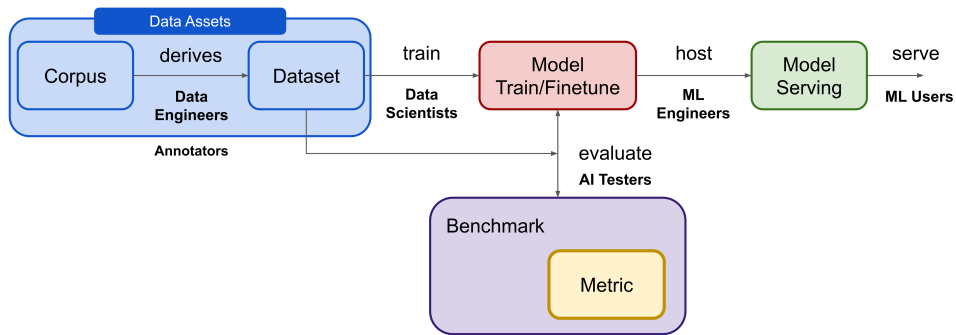 Data Assets
Corpus
derives
Data
Engineers
Dataset
Annotators
train
Data
Scientists
Model
Train/Finetune
host
ML
Engineers
Model
Serving
serve
ML Users
evaluate
AI Testers
Benchmark
Metric